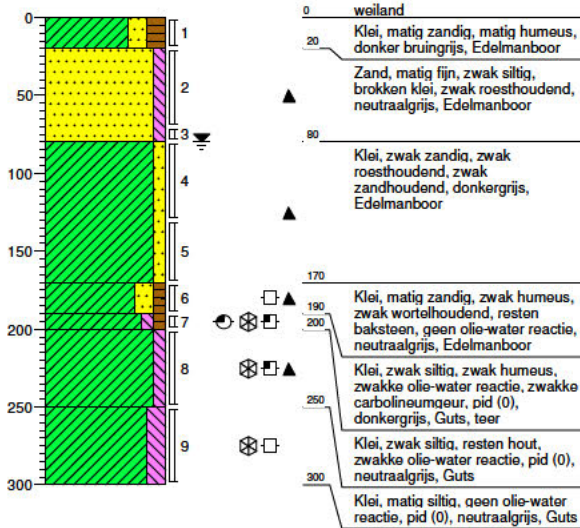 0
50
100
150
200
250
300
1
2
3
4
5
6
7
8
9
0
weiland
Klei, matig zandig, matig humeus,
donker bruingrijs, Edelmanboor
20
Zand, matig fijn, zwak siltig,
brokken klei, zwak roesthoudend,
neutraalgrijs, Edelmanboor
80
Klei, zwak zandig, zwak
roesthoudend, zwak
zandhoudend, donkergrijs,
Edelmanboor
170
Klei, matig zandig, zwak humeus,
zwak wortelhoudend, resten
baksteen, geen olie-water reactie,
neutraalgrijs, Edelmanboor
190
200
Klei, zwak siltig, zwak humeus,
zwakke olie-water reactie, zwakke
carbolineumgeur, pid (0),
donkergrijs, Guts, teer
250
Klei, zwak siltig, resten hout,
zwakke olie-water reactie, pid (0),
neutraalgrijs, Guts
300
Klei, matig siltig, geen olie-water
reactie, pid (0), neutraalgrijs, Guts